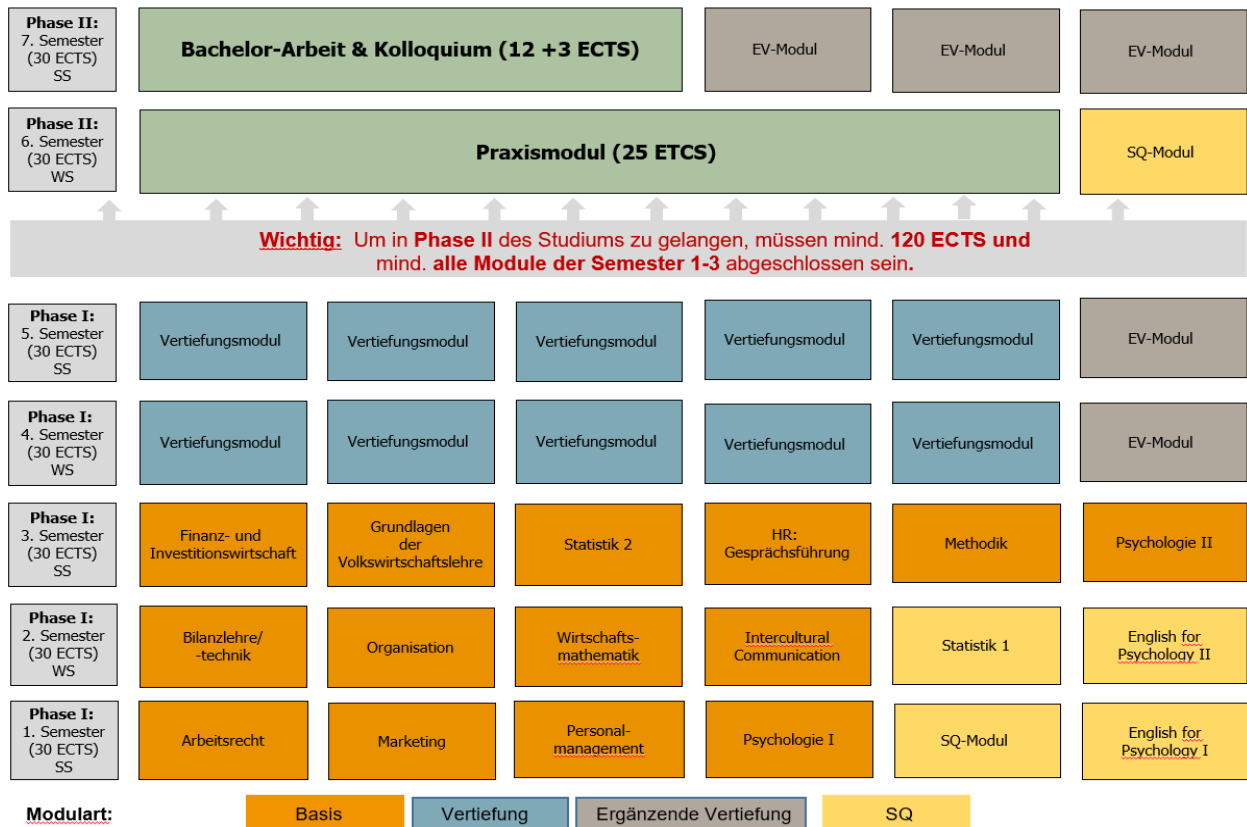 Phase II:
7. Semester
(30 ECTS)
SS
Bachelor-Arbeit & Kolloquium (12 +3 ECTS)
EV-Modul
EV-Modul
EV-Modul
Phase II:
6. Semester
(30 ECTS)
WS
Praxismodul (25 ETCS)
SQ-Modul
Wichtig: Um in Phase II des Studiums zu gelangen, müssen mind. 120 ECTS und
mind. alle Module der Semester 1-3 abgeschlossen sein.
Phase I:
5. Semester
(30 ECTS)
SS
Vertiefungsmodul
Vertiefungsmodul
Vertiefungsmodul
Vertiefungsmodul
Vertiefungsmodul
EV-Modul
Phase I:
4. Semester
(30 ECTS)
WS
Vertiefungsmodul
Vertiefungsmodul
Vertiefungsmodul
Vertiefungsmodul
Vertiefungsmodul
EV-Modul
Phase I:
3. Semester
(30 ECTS)
SS
Finanz- und
Investitionswirtschaft
Grundlagen
der
Volkswirtschaftslehre
Statistik 2
HR:
Gesprächsführung
Methodik
Psychologie II
Phase I:
2. Semester
(30 ECTS)
WS
Bilanzlehre/
-technik
Organisation
Wirtschafts-
mathematik
Intercultural
Communication
Statistik 1
English for
Psychology II
Phase I:
1. Semester
(30 ECTS)
SS
Arbeitsrecht
Marketing
Personal-
management
Psychologie I
SQ-Modul
English for
Psychology I
Modulart:
Basis
Vertiefung
Ergänzende Vertiefung
SQ